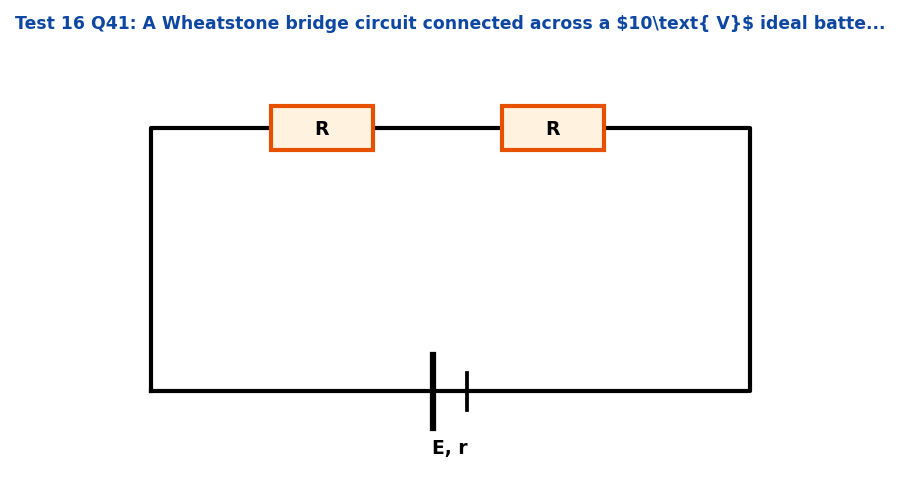 Test 16 Q41: A Wheatstone bridge circuit connected across a $10\text{ V}$ ideal batte...
R R
E, r